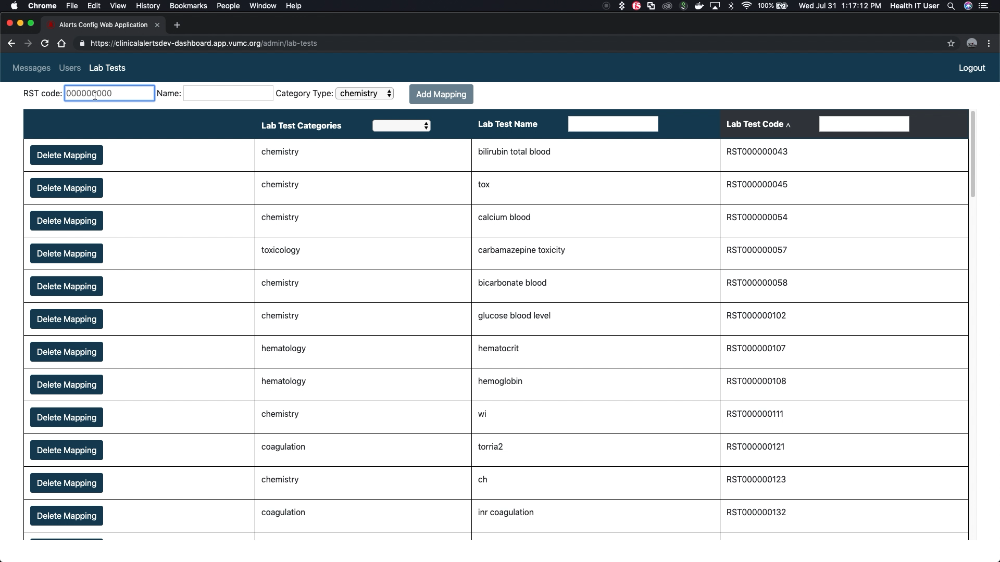 Chrome File Edit View History Bookmarks People Window Help 100% Wed Jul 31 1:17:12 PM Health IT User
Alerts Config Web Application
https://clinicalalertsdev-dashboard.app.vumc.org/admin/lab-tests
Messages Users Lab Tests Logout
RST code: 000000000 Name: Category Type: chemistry Add Mapping
Lab Test Categories Lab Test Name Lab Test Code ^
Delete Mapping chemistry bilirubin total blood RST000000043
Delete Mapping chemistry tox RST000000045
Delete Mapping chemistry calcium blood RST000000054
Delete Mapping toxicology carbamazepine toxicity RST000000057
Delete Mapping chemistry bicarbonate blood RST000000058
Delete Mapping chemistry glucose blood level RST000000102
Delete Mapping hematology hematocrit RST000000107
Delete Mapping hematology hemoglobin RST000000108
Delete Mapping chemistry wi RST000000111
Delete Mapping coagulation torria2 RST000000121
Delete Mapping chemistry ch RST000000123
Delete Mapping coagulation inr coagulation RST000000132